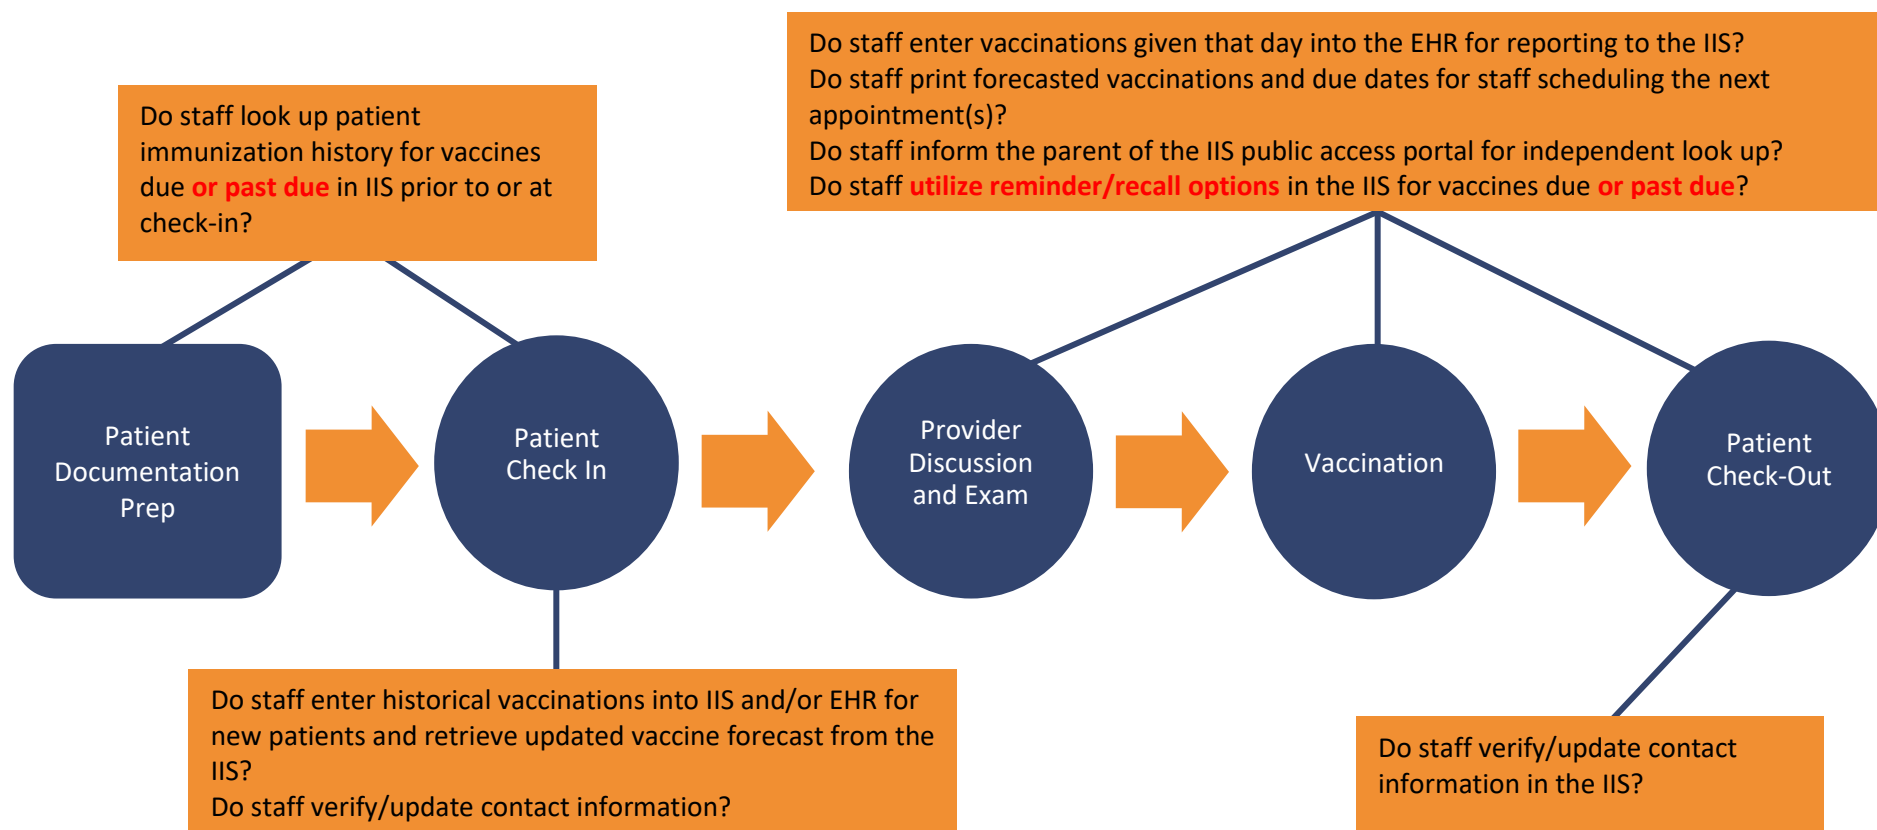 Do staff look up patient
immunization history for vaccines
due or past due in IIS prior to or at
check-in?
Do staff enter vaccinations given that day into the EHR for reporting to the IIS?
Do staff print forecasted vaccinations and due dates for staff scheduling the next
appointment(s)?
Do staff inform the parent of the IIS public access portal for independent look up?
Do staff utilize reminder/recall options in the IIS for vaccines due or past due?
Patient
Documentation
Prep
Patient
Check In
Provider
Discussion
and Exam
Vaccination
Patient
Check-Out
Do staff enter historical vaccinations into IIS and/or EHR for
new patients and retrieve updated vaccine forecast from the
IIS?
Do staff verify/update contact information?
Do staff verify/update contact
information in the IIS?